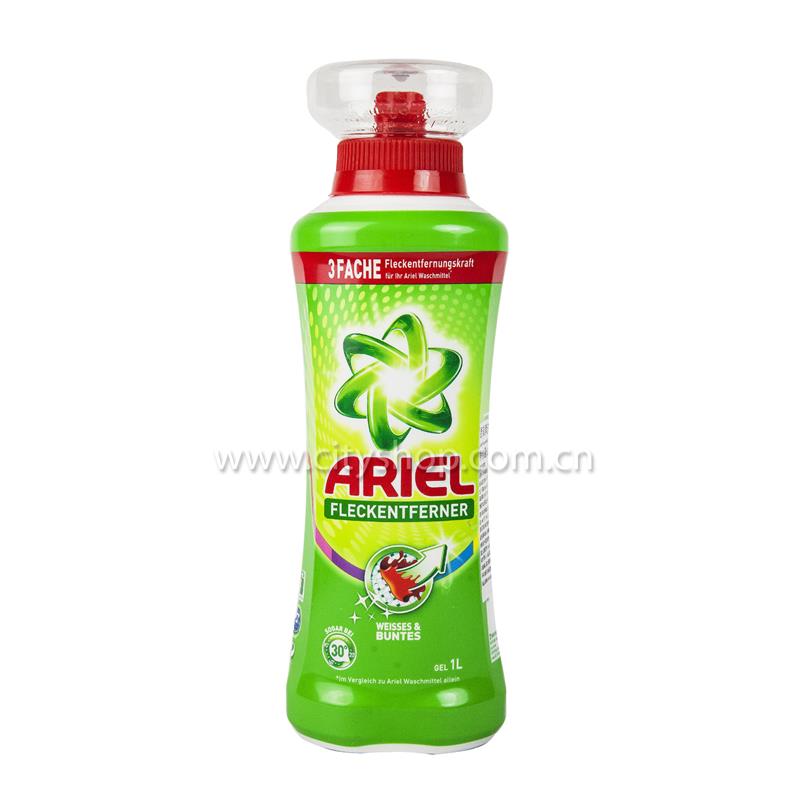 3FACHE Fleckentfernungskraft
für Ihr Ariel Waschmittel*
www.cityshop.com.cn
ARIEL
FLECKENTFERNER
WEISSES &
BUNTES
SOGAR BEI
30°
GEL 1L
*Im Vergleich zu Ariel Waschmittel allein